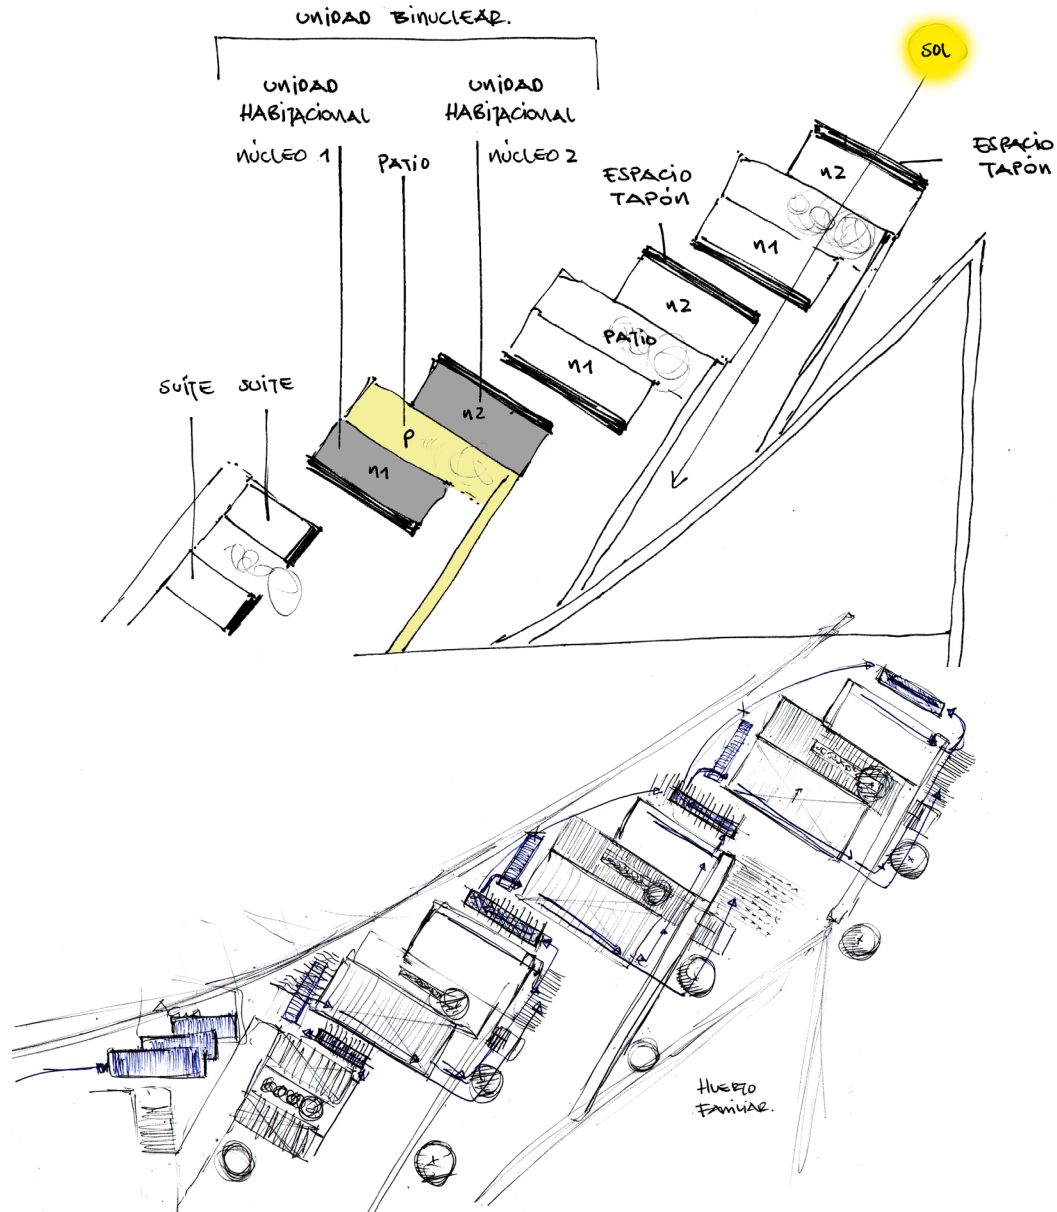 UNIDAD BINUCLEAR.
SOL
UNIDAD
HABITACIONAL
NÚCLEO 1
PATIO
UNIDAD
HABITACIONAL
NÚCLEO 2
ESPACIO
TAPÓN
ESPACIO
TAPÓN
n2
n1
n2
PATIO
n1
SUITE SUITE
n2
P
n1
HUERTO
FAMILIAR.